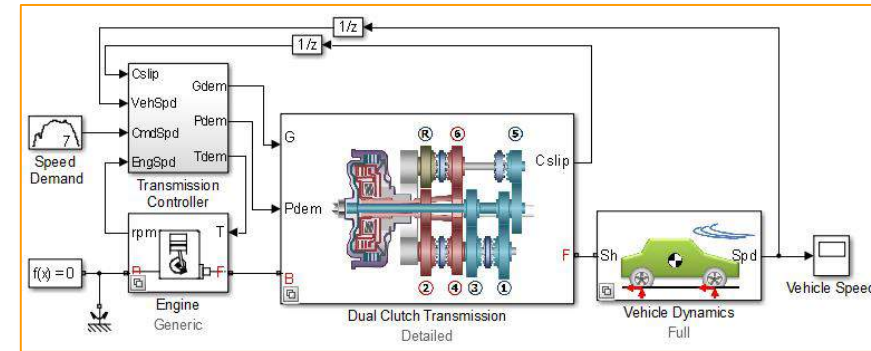 1/z
1/z
Cslip
VehSpd
CmdSpd
EngSpd
Gdem
Pdem
Tdem
7
Speed
Demand
Transmission
Controller
rpm
T
B
F
f(x) = 0
Engine
Generic
G
Pdem
B
Cslip
F
R
6
5
2
4
3
1
Dual Clutch Transmission
Detailed
Sh
Spd
Vehicle Dynamics
Full
Vehicle Speed